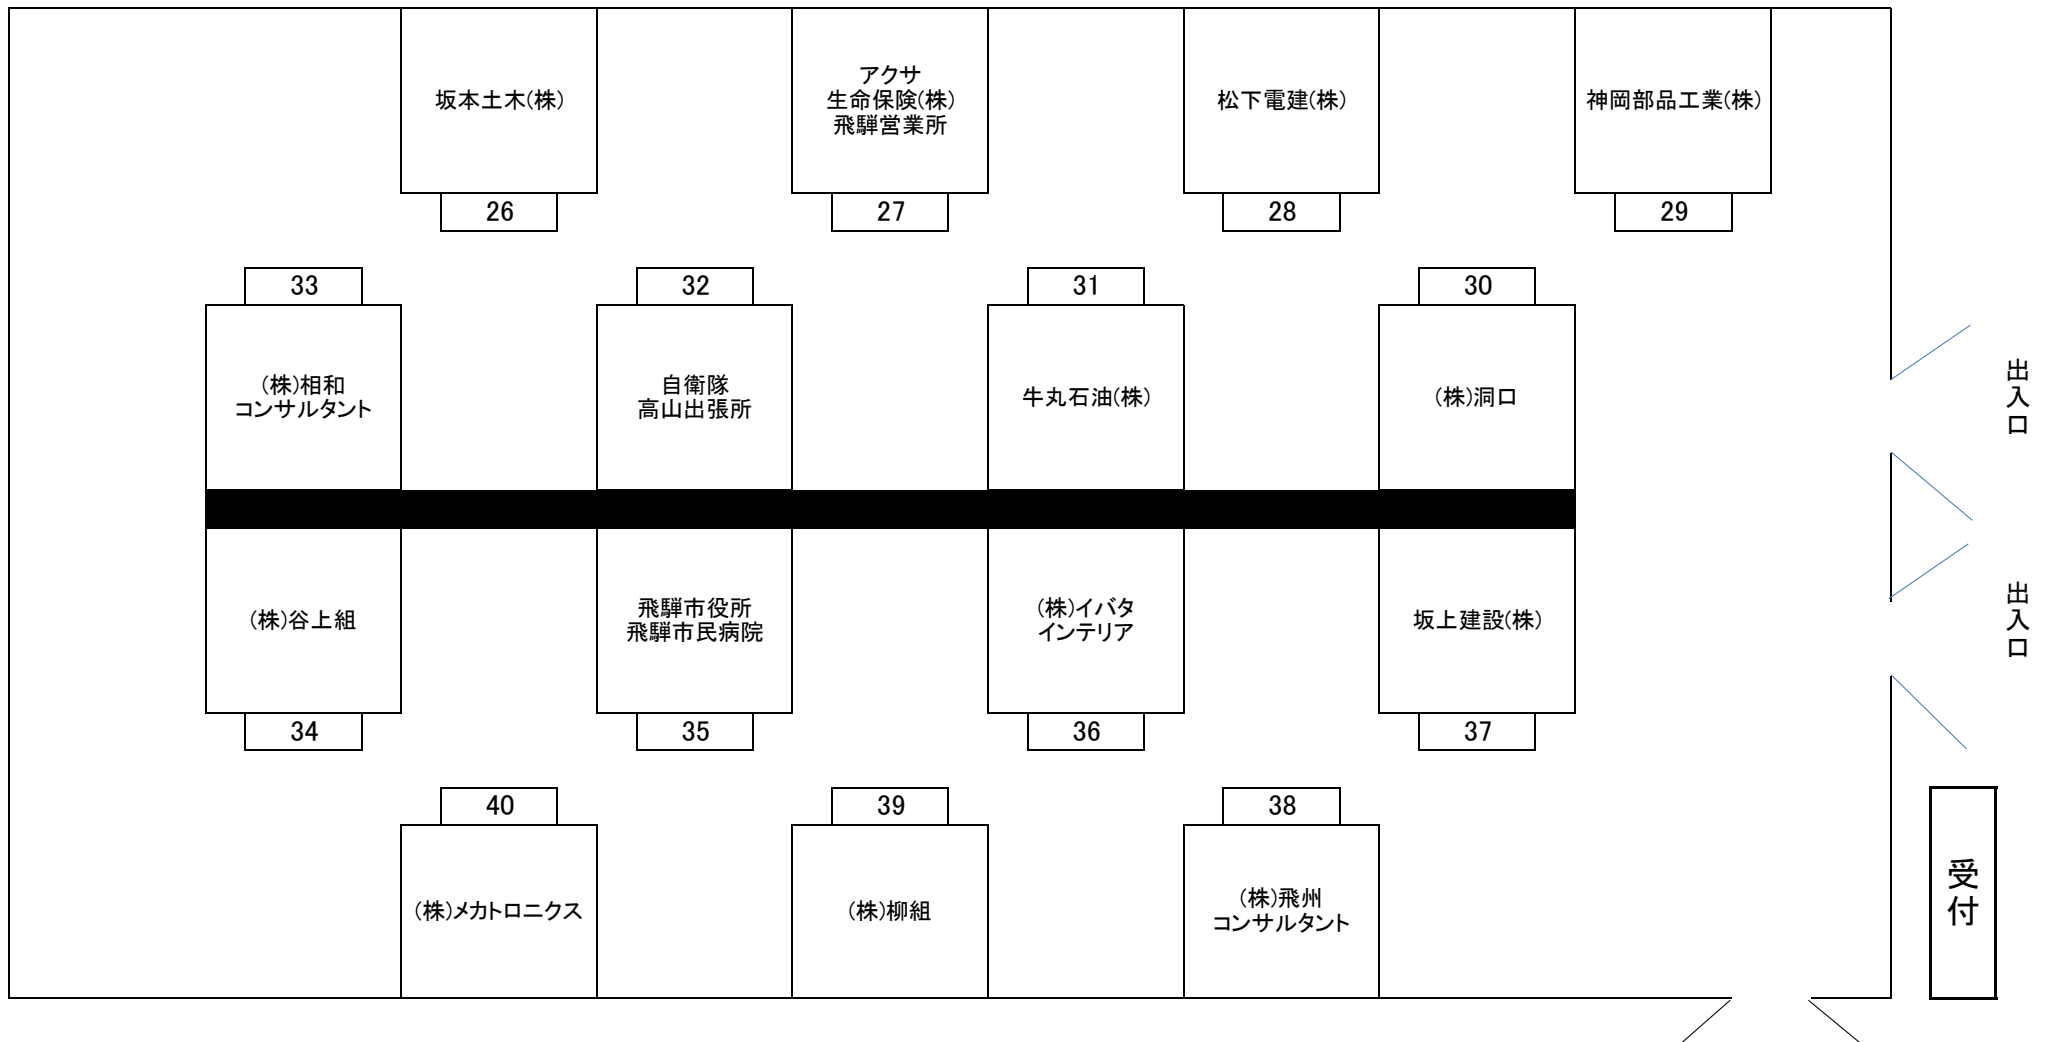 坂本土木(株)
アクサ
生命保険(株)
飛騨営業所
松下電建(株)
神岡部品工業(株)
26
27
28
29
33
32
31
30
(株)相和
コンサルタント
自衛隊
高山出張所
牛丸石油(株)
(株)洞口
出入口
(株)谷上組
飛騨市役所
飛騨市民病院
(株)イバタ
インテリア
坂上建設(株)
出入口
34
35
36
37
40
39
38
(株)メカトロニクス
(株)柳組
(株)飛州
コンサルタント
受付